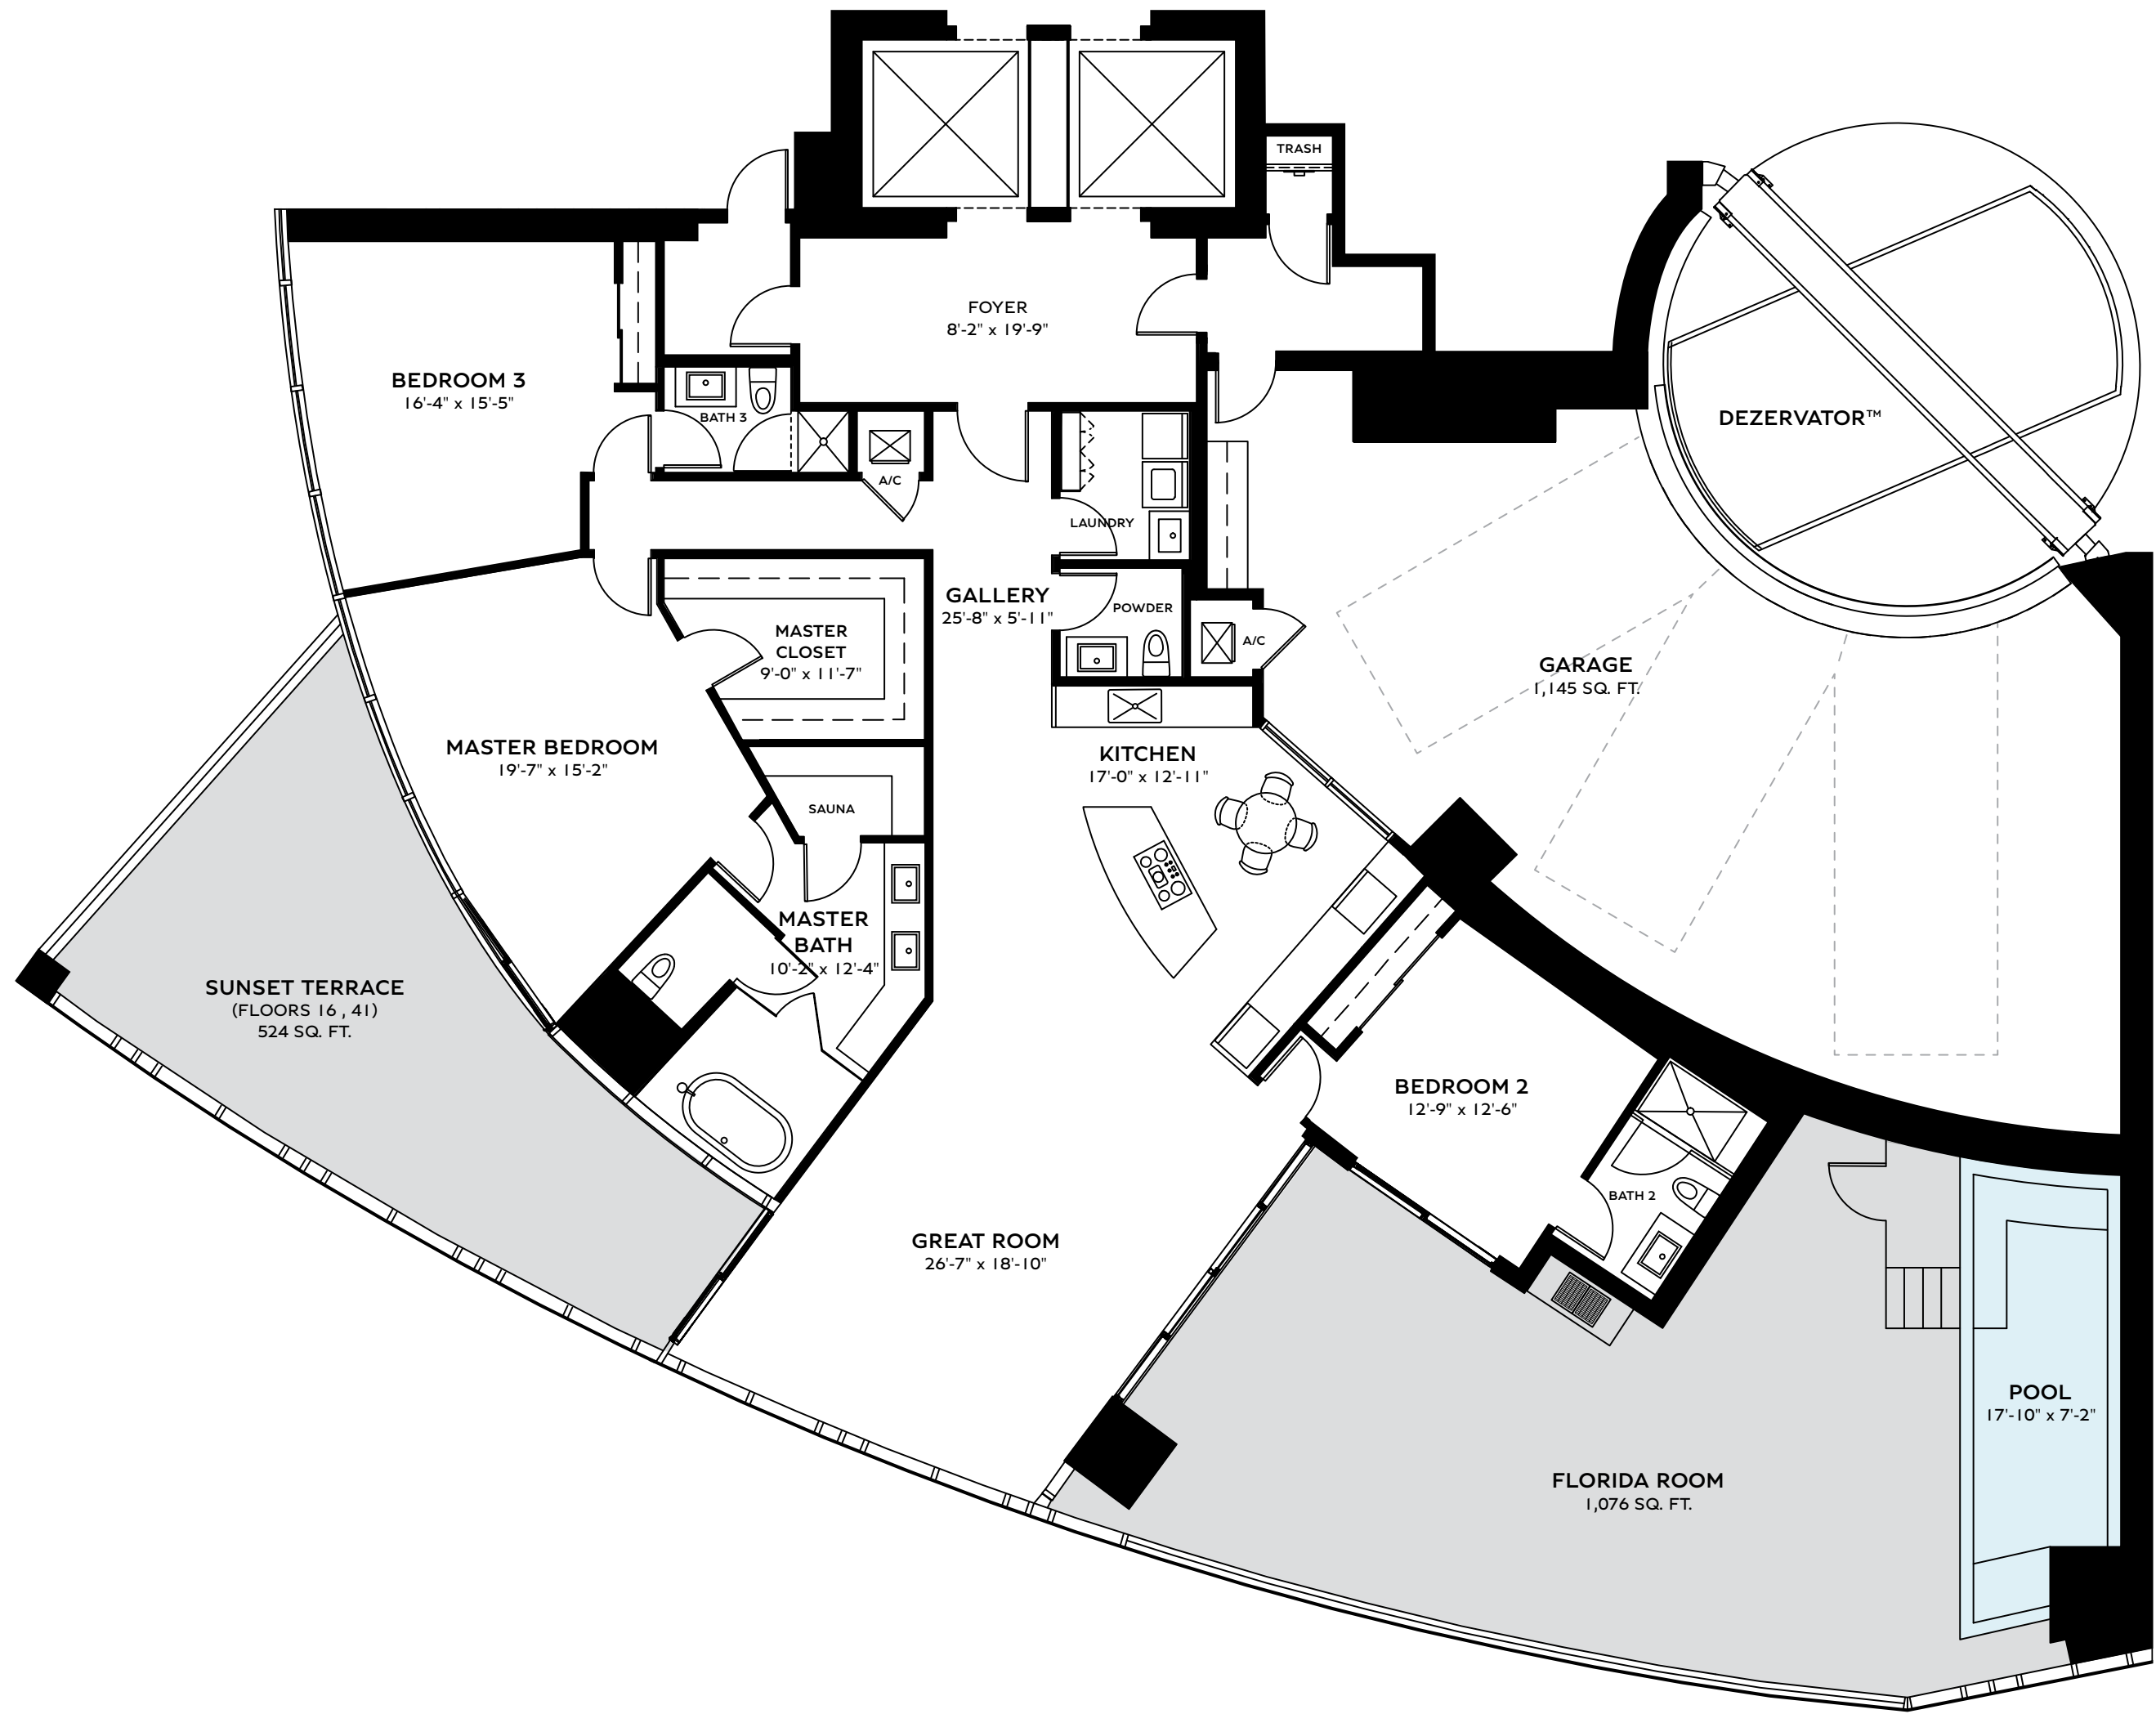 TRASH
FOYER
8'-2" x 19'-9"
BEDROOM 3
16'-4" x 15'-5"
BATH 3
DEZERVATOR™
A/C
LAUNDRY
GALLERY
25'-8" x 5'-11"
POWDER
MASTER
CLOSET
9'-0" x 11'-7"
A/C
GARAGE
1,145 SQ. FT.
MASTER BEDROOM
19'-7" x 15'-2"
KITCHEN
17'-0" x 12'-11"
SAUNA
MASTER
BATH
10'-2" x 12'-4"
SUNSET TERRACE
(FLOORS 16 , 41)
524 SQ. FT.
BEDROOM 2
12'-9" x 12'-6"
BATH 2
GREAT ROOM
26'-7" x 18'-10"
POOL
17'-10" x 7'-2"
FLORIDA ROOM
1,076 SQ. FT.